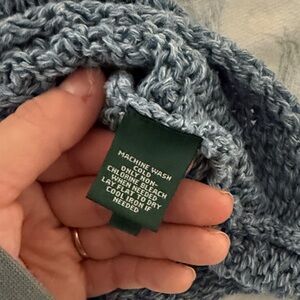 MACHINE WASH
COLD
ONLY NON-
CHLORINE BLEACH
WHEN NEEDED
LAY FLAT TO DRY
COOL IRON IF
NEEDED